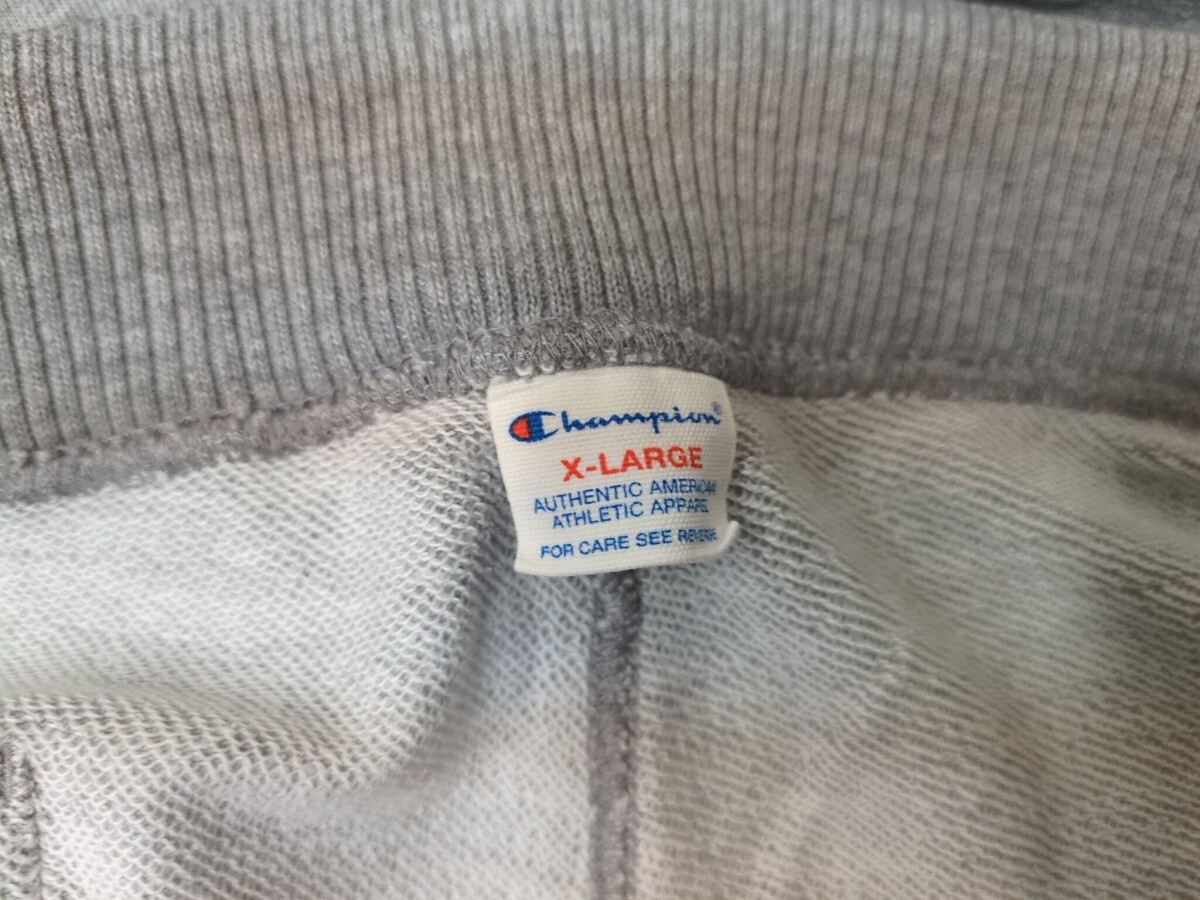 Champion®
X-LARGE
AUTHENTIC AMERICAN
ATHLETIC APPAREL
FOR CARE SEE REVERSE